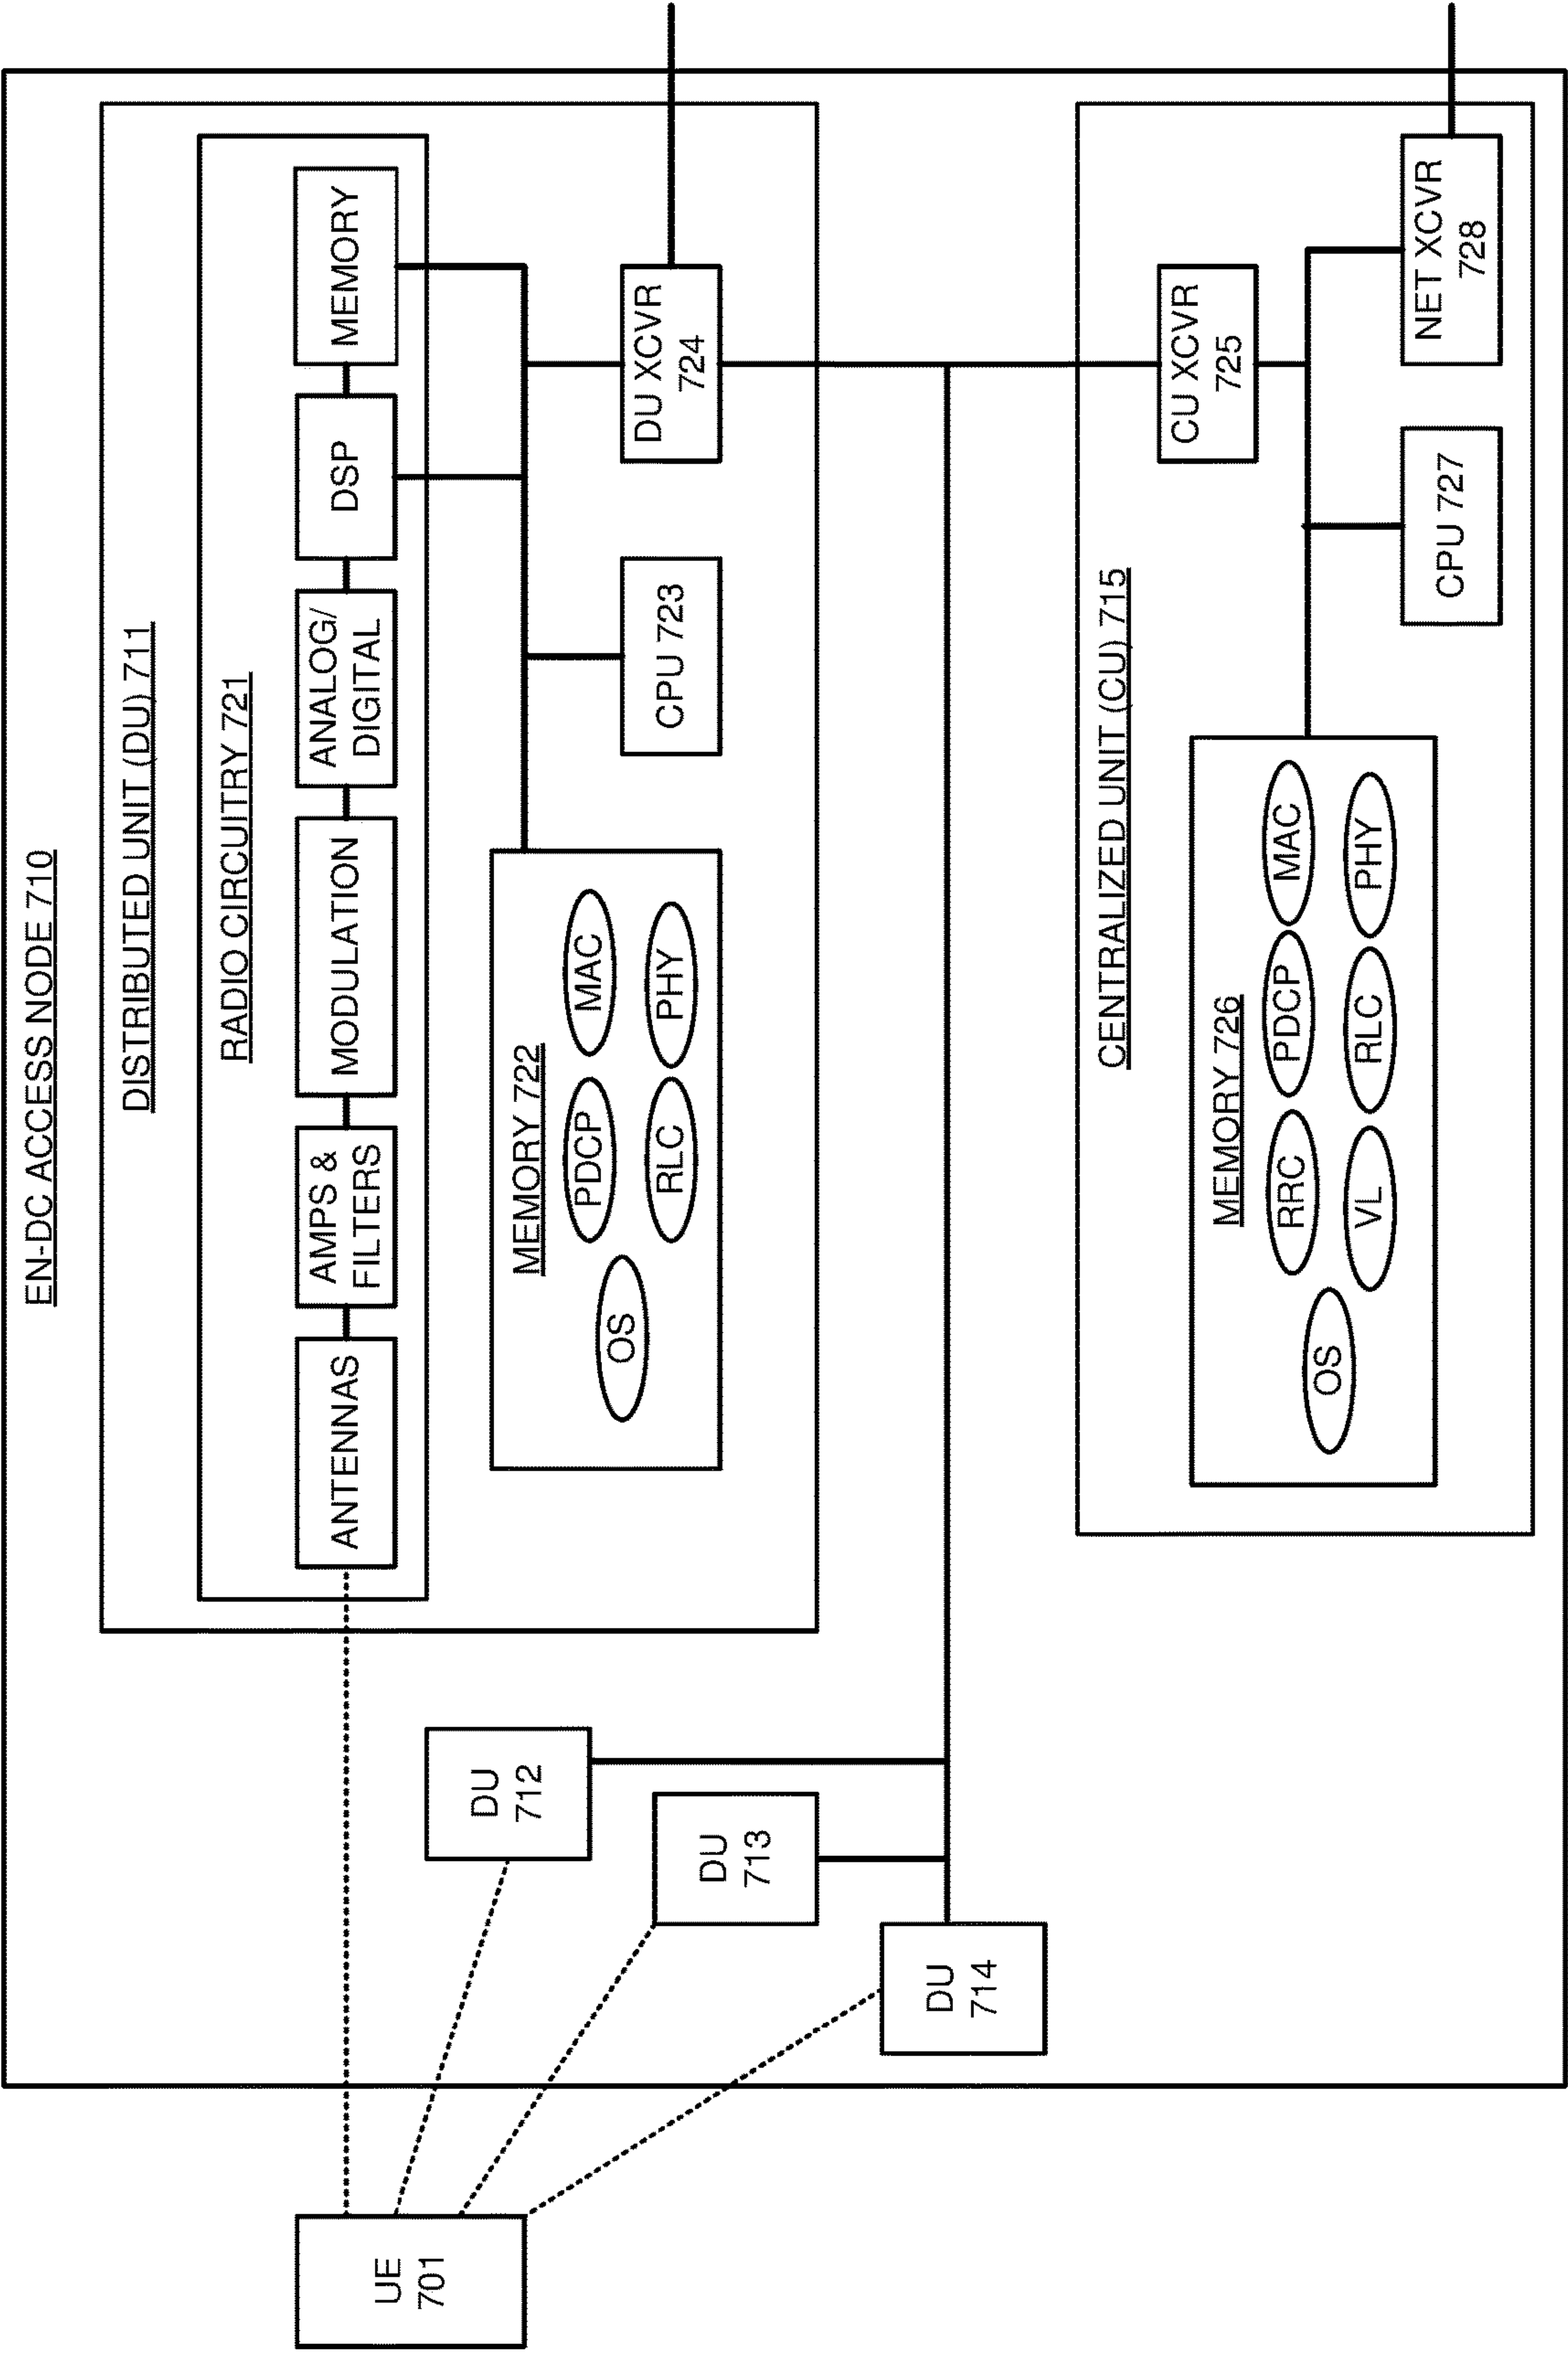 EN-DC ACCESS NODE 710
DISTRIBUTED UNIT (DU) 711
RADIO CIRCUITRY 721
ANTENNAS
AMPS &
FILTERS
MODULATION
ANALOG/
DIGITAL
DSP
MEMORY
MEMORY 722
OS
PDCP
MAC
RLC
PHY
CPU 723
DU XCVR
724
UE
701
DU
712
DU
713
DU
714
CENTRALIZED UNIT (CU) 715
CU XCVR
725
MEMORY 726
OS
RRC
PDCP
MAC
VL
RLC
PHY
CPU 727
NET XCVR
728